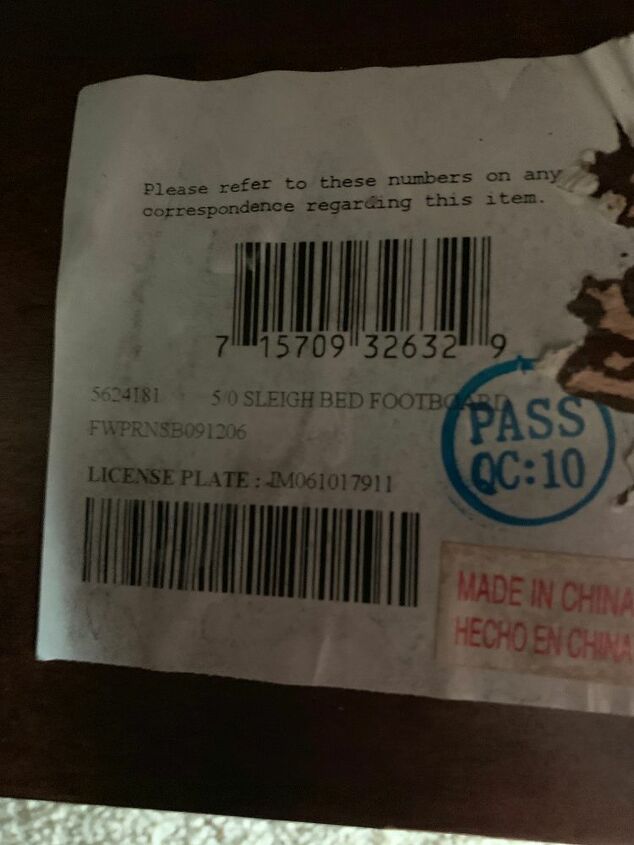 Please refer to these numbers on any
correspondence regarding this item.
7 15709 32632 9
5624181 5/0 SLEIGH BED FOOTBOARD
FWPRNSB091206
PASS
QC:10
LICENSE PLATE : JM061017911
MADE IN CHINA
HECHO EN CHINA